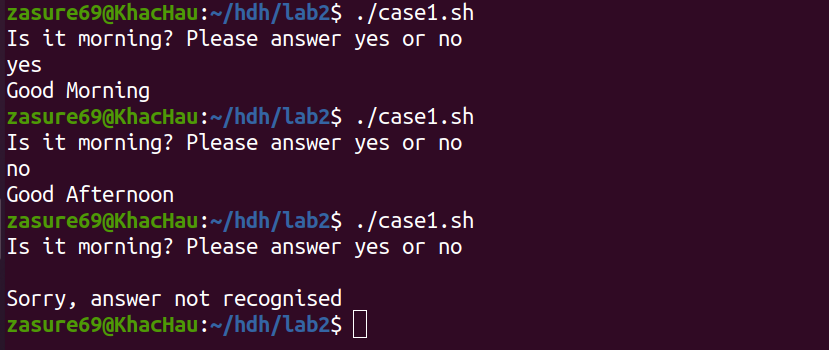 zasure69@KhacHau:~/hdh/lab2$ ./case1.sh
Is it morning? Please answer yes or no
yes
Good Morning
zasure69@KhacHau:~/hdh/lab2$ ./case1.sh
Is it morning? Please answer yes or no
no
Good Afternoon
zasure69@KhacHau:~/hdh/lab2$ ./case1.sh
Is it morning? Please answer yes or no

Sorry, answer not recognised
zasure69@KhacHau:~/hdh/lab2$